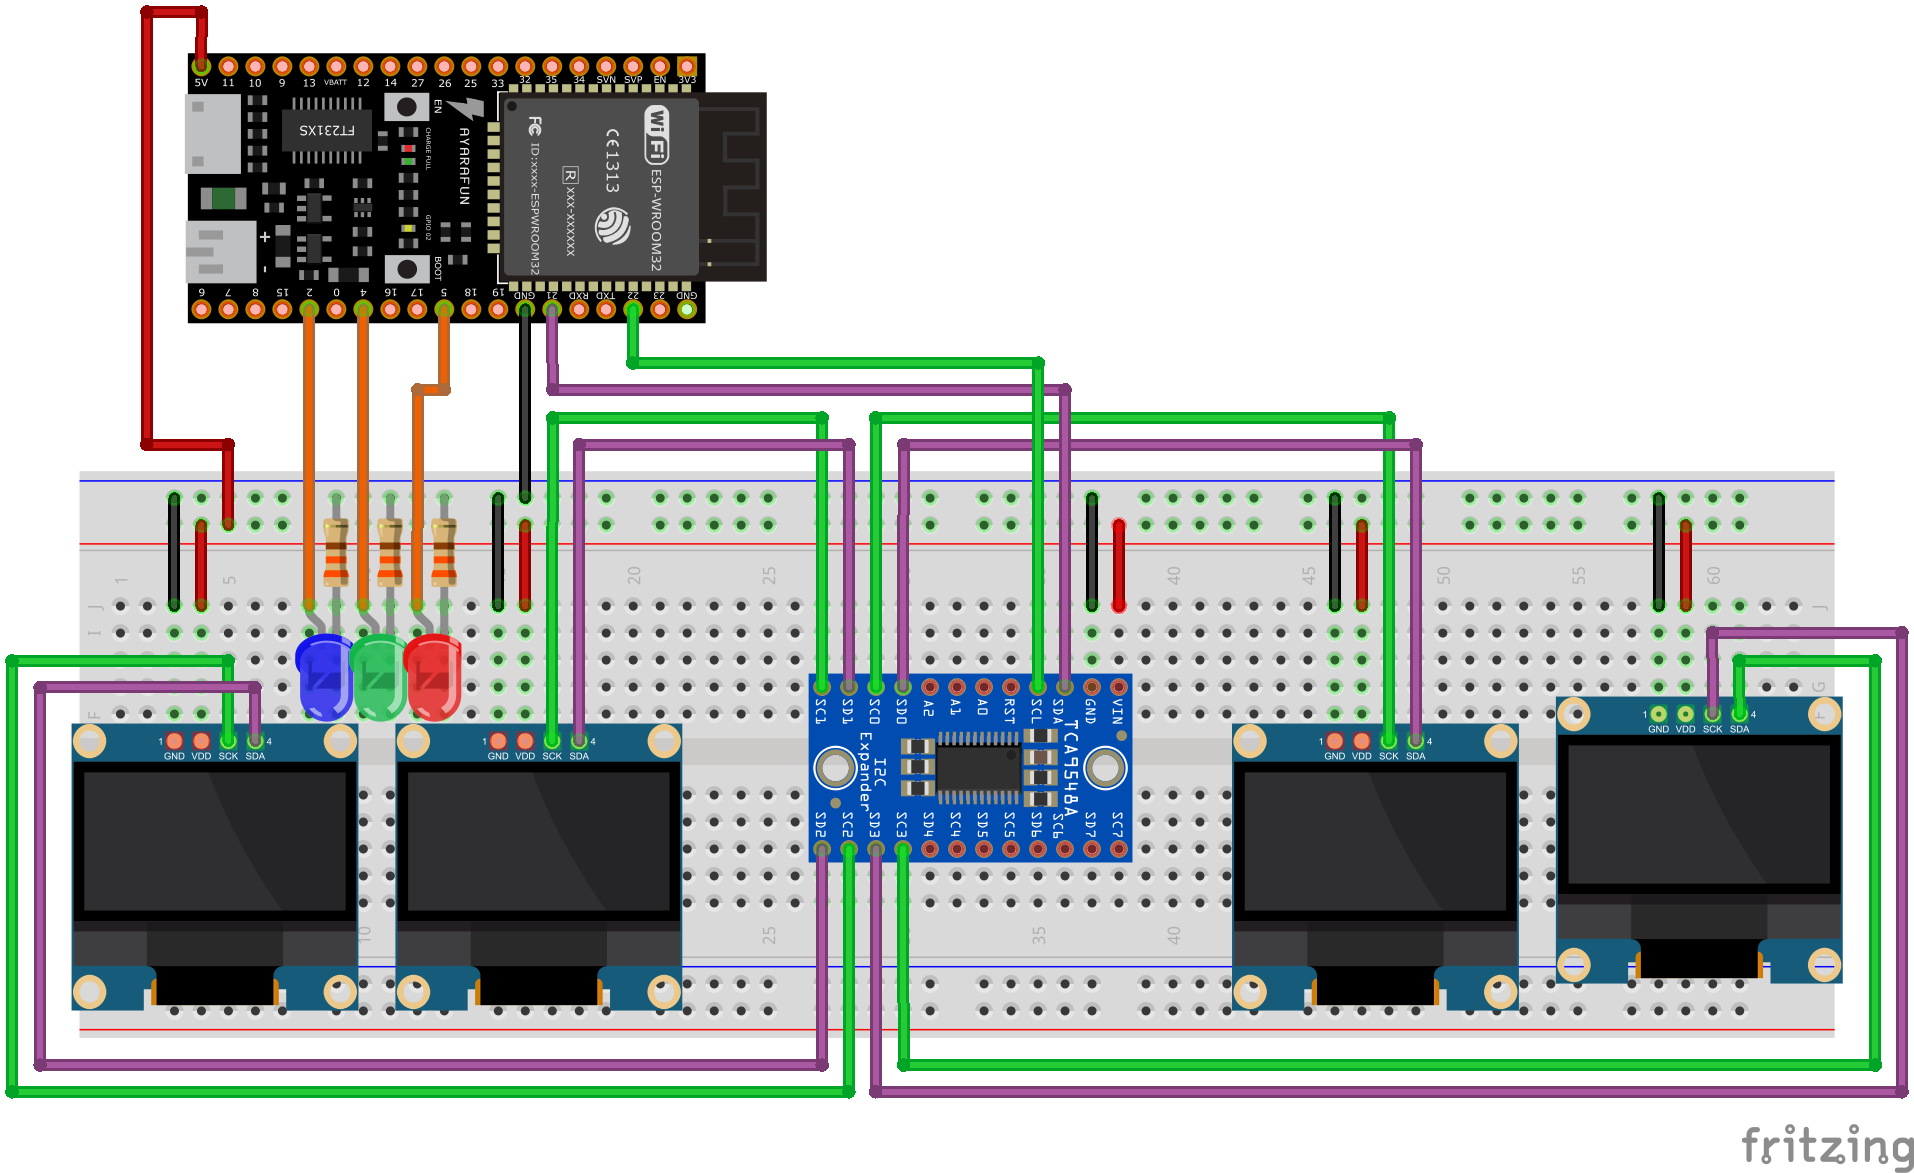 5V 11 10 9 13 VBATT 12 14 27 26 25 33 32 35 34 SVN SVP EN 3V3
FT231XS
EN
CHARGE FULL
AYARAFUN
GPIO 02
BOOT
+
-
FC ID:xxxx-ESPWROOM32
R xxx-xxxxxx
CE1313
WiFi
ESP-WROOM32
6 7 8 15 2 0 4 16 17 5 18 19 GND 21 RXD TXD 22 23 GND
1 5 20 25 40 45 50 55 60
J J
I
G
F
SC1 SD1 SC0 SD0 A2 A1 A0 RST SCL SDA GND VIN
I2C
Expander
TCA9548A
SD2 SC2 SD3 SC3 SD4 SC4 SD5 SC5 SD6 SC6 SD7 SC7
1 4
GND VDD SCK SDA
1 4
GND VDD SCK SDA
1 4
GND VDD SCK SDA
1 4
GND VDD SCK SDA
10 25 35 40
fritzing